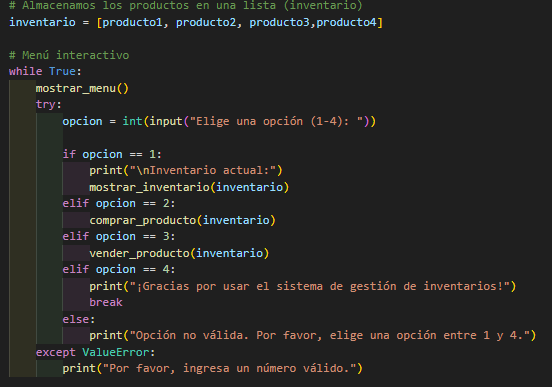 # Almacenamos los productos en una lista (inventario)
inventario = [producto1, producto2, producto3,producto4]

# Menú interactivo
while True:
    mostrar_menu()
    try:
        opcion = int(input("Elige una opción (1-4): "))

        if opcion == 1:
            print("\nInventario actual:")
            mostrar_inventario(inventario)
        elif opcion == 2:
            comprar_producto(inventario)
        elif opcion == 3:
            vender_producto(inventario)
        elif opcion == 4:
            print("¡Gracias por usar el sistema de gestión de inventarios!")
            break
        else:
            print("Opción no válida. Por favor, elige una opción entre 1 y 4.")
    except ValueError:
        print("Por favor, ingresa un número válido.")